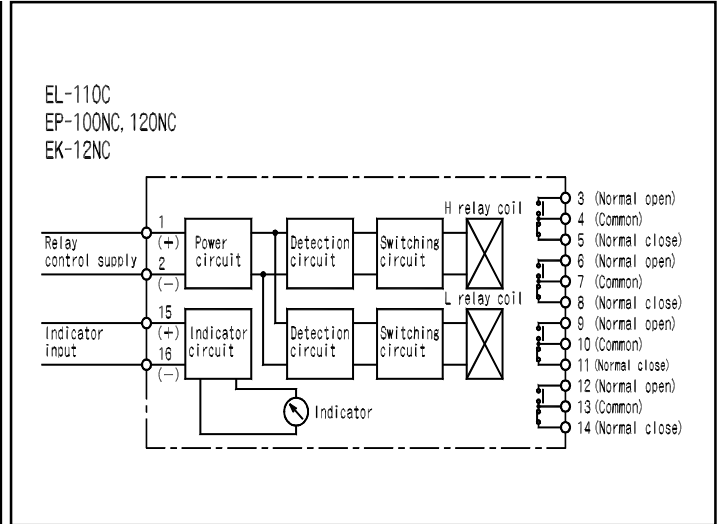 EL-110C
EP-100NC, 120NC
EK-12NC
H relay coil
1
(+)
Relay
control supply
2
(−)
Power
circuit
Detection
circuit
Switching
circuit
L relay coil
15
(+)
Indicator
input
16
(−)
Indicator
circuit
Detection
circuit
Switching
circuit
Indicator
3 (Normal open)
4 (Common)
5 (Normal close)
6 (Normal open)
7 (Common)
8 (Normal close)
9 (Normal open)
10 (Common)
11 (Normal close)
12 (Normal open)
13 (Common)
14 (Normal close)